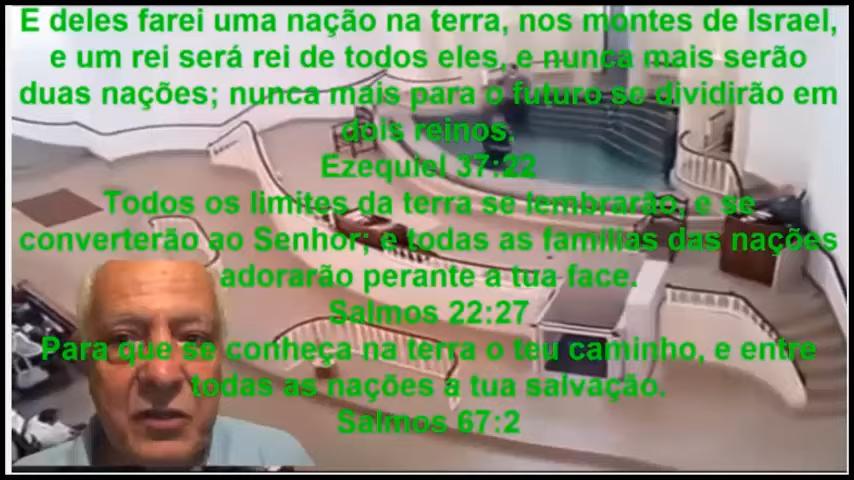 E deles farei uma nação na terra, nos montes de Israel,
e um rei será rei de todos eles, e nunca mais serão
duas nações; nunca mais para o futuro se dividirão em
dois reinos.
Ezequiel 37:22
Todos os limites da terra se lembrarão, e se
converterão ao Senhor; e todas as famílias das nações
adorarão perante a tua face.
Salmos 22:27
Para que se conheça na terra o teu caminho, e entre
todas as nações a tua salvação.
Salmos 67:2